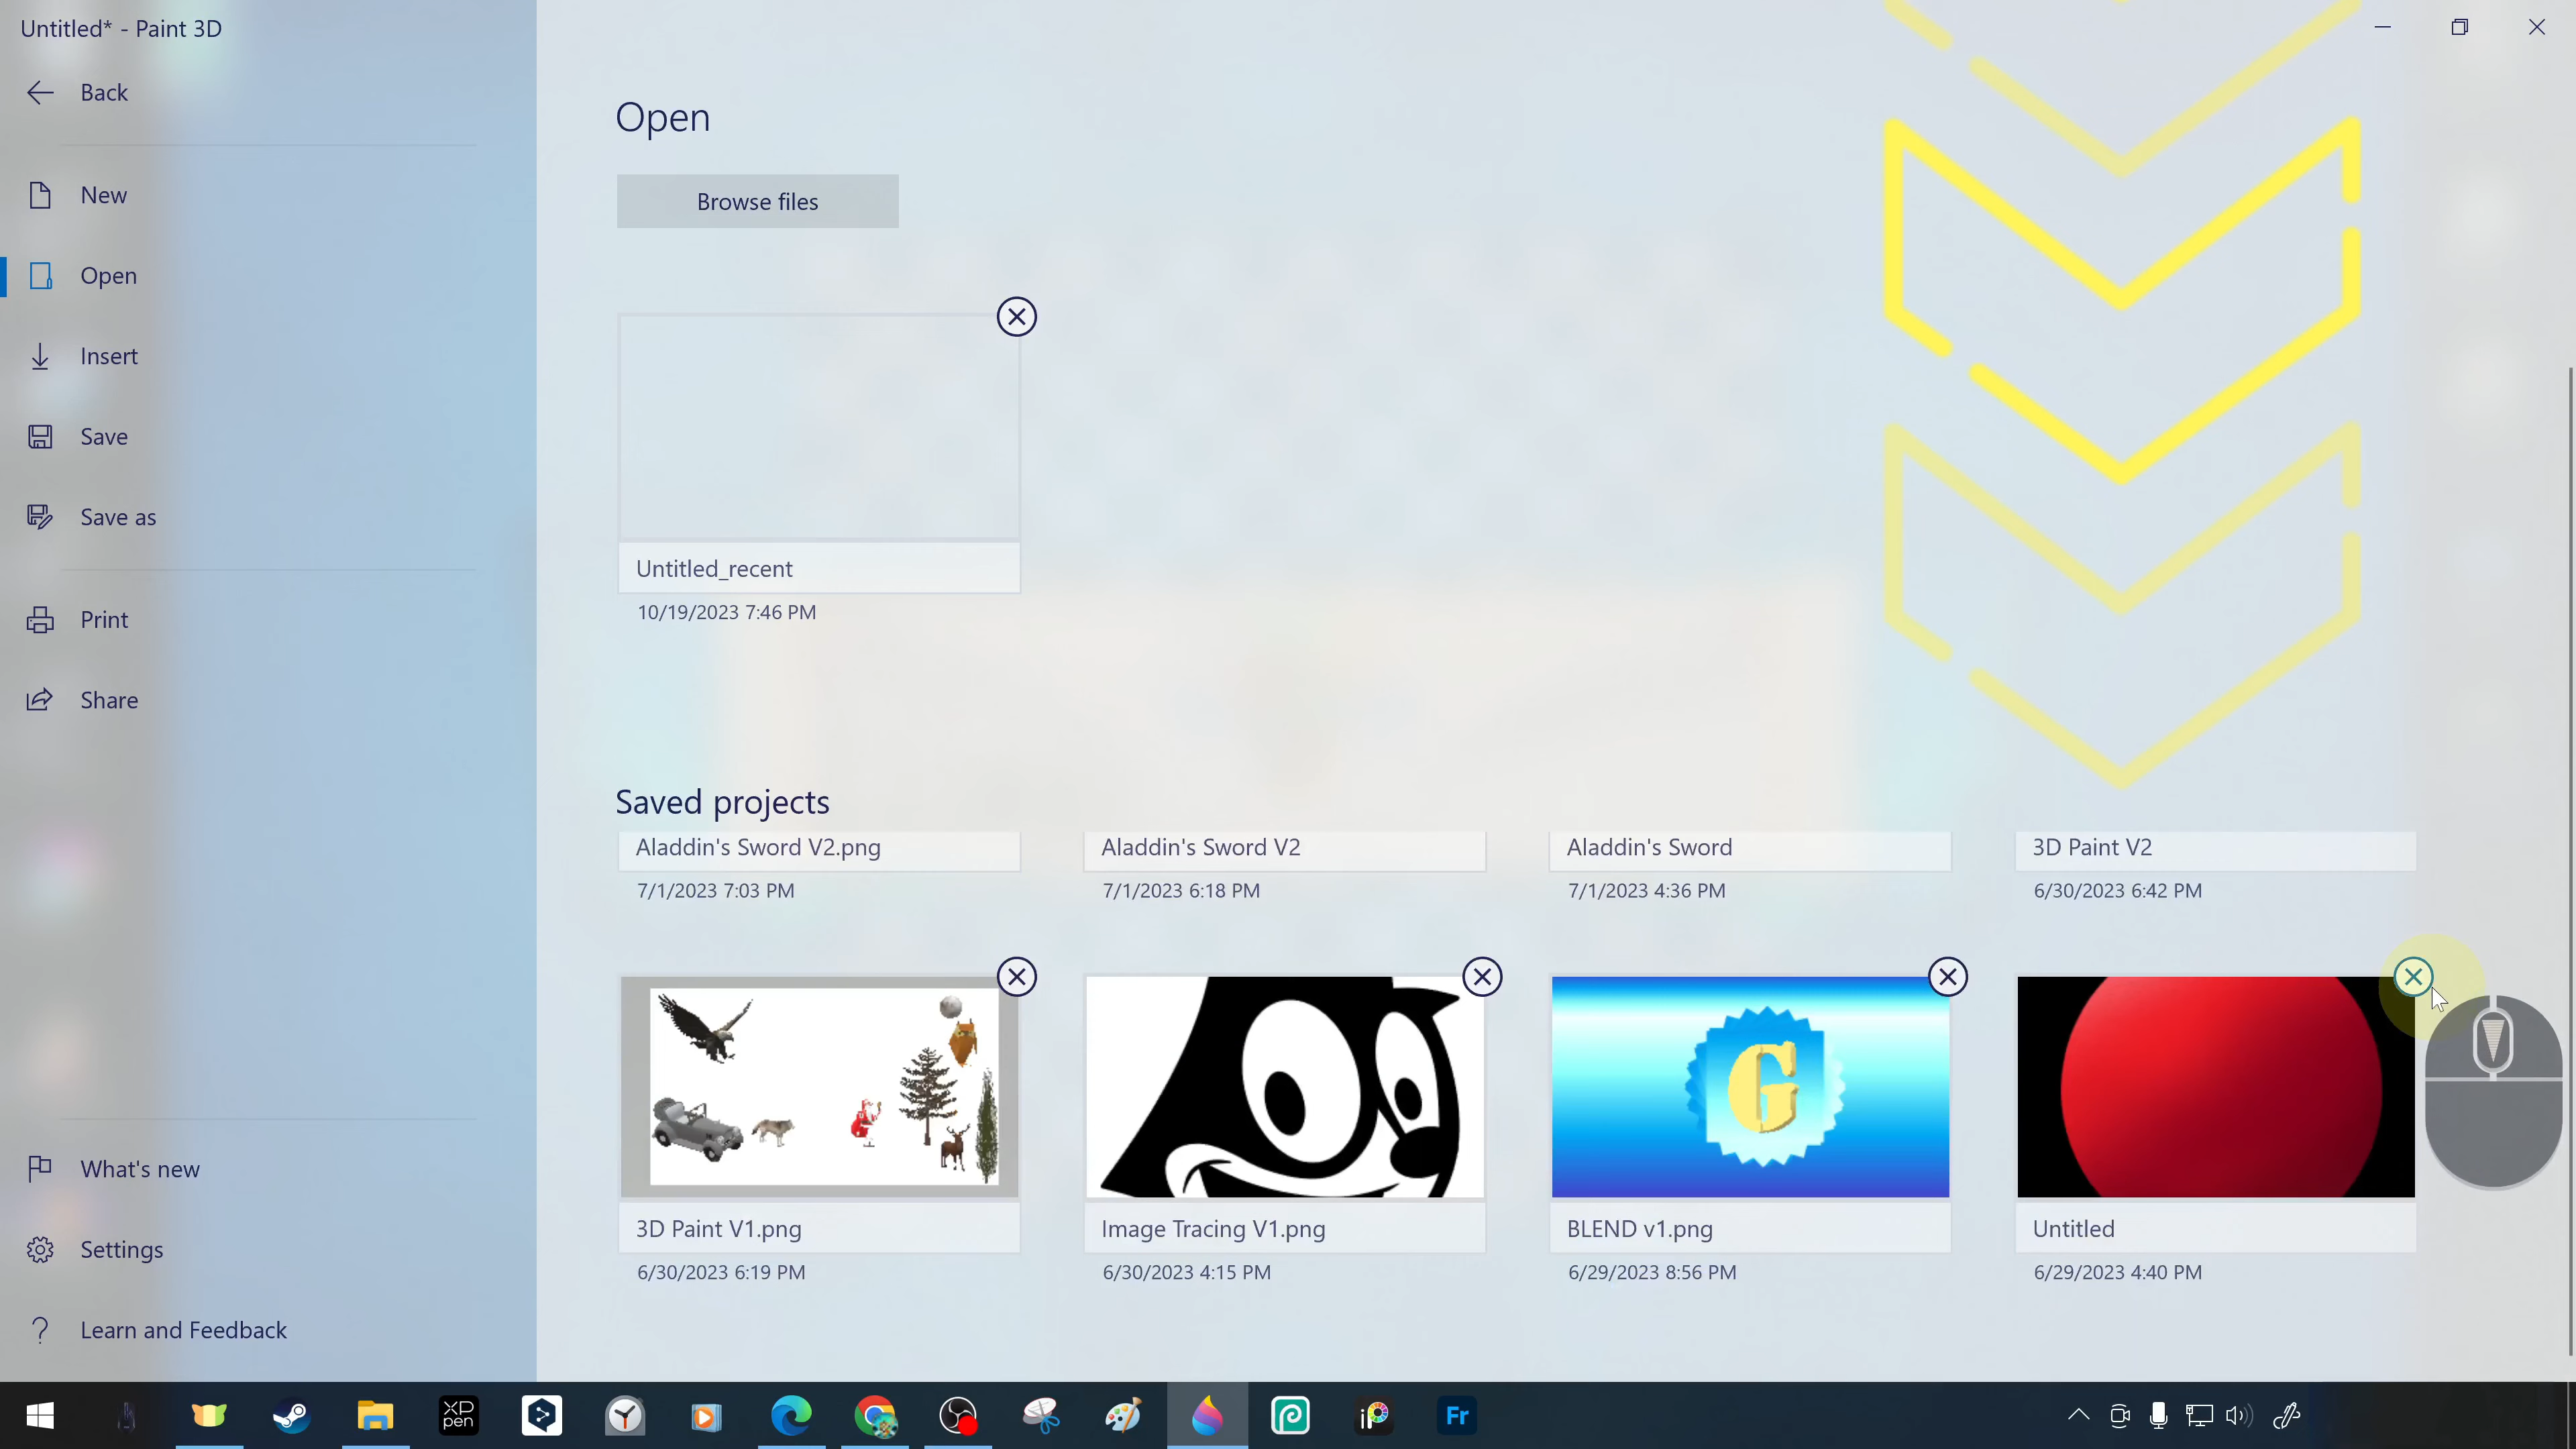 Untitled* - Paint 3D
Back
New
Open
Insert
Save
Save as
Print
Share
What's new
Settings
Learn and Feedback
Open
Browse files
Untitled_recent
10/19/2023 7:46 PM
Saved projects
Aladdin's Sword V2.png
Aladdin's Sword V2
Aladdin's Sword
3D Paint V2
7/1/2023 7:03 PM
7/1/2023 6:18 PM
7/1/2023 4:36 PM
6/30/2023 6:42 PM
G
3D Paint V1.png
Image Tracing V1.png
BLEND v1.png
Untitled
6/30/2023 6:19 PM
6/30/2023 4:15 PM
6/29/2023 8:56 PM
6/29/2023 4:40 PM
XP
pen
iP
Fr